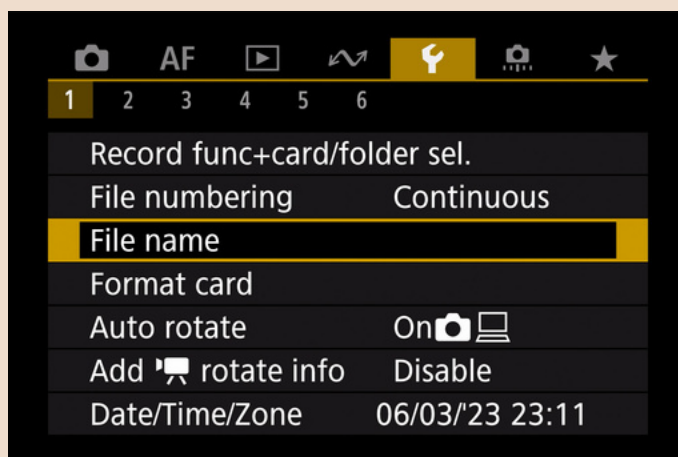 AF
1 2 3 4 5 6
Record func+card/folder sel.
File numbering Continuous
File name
Format card
Auto rotate On
Add rotate info Disable
Date/Time/Zone 06/03/'23 23:11